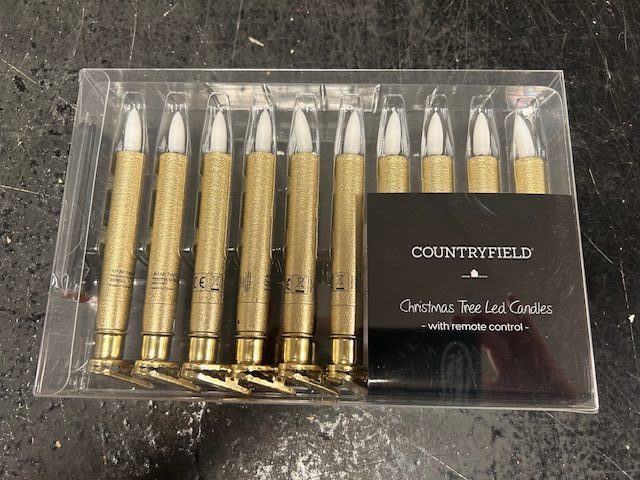 COUNTRYFIELD®
Christmas Tree Led Candles
- with remote control -